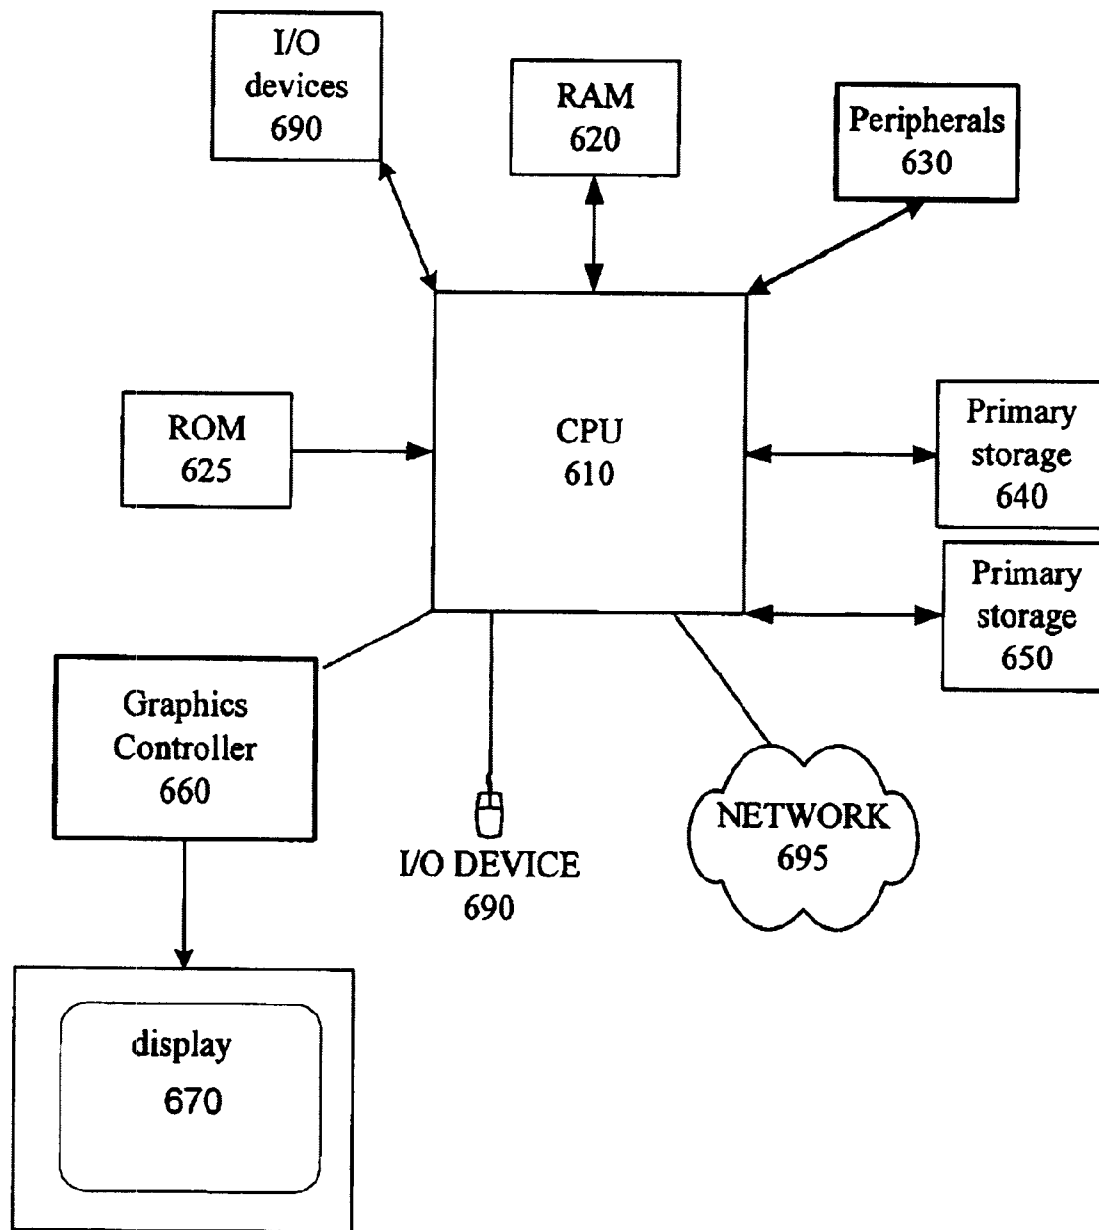 I/O
devices
690
RAM
620
Peripherals
630
ROM
625
CPU
610
Primary
storage
640
Primary
storage
650
Graphics
Controller
660
I/O DEVICE
690
NETWORK
695
display
670